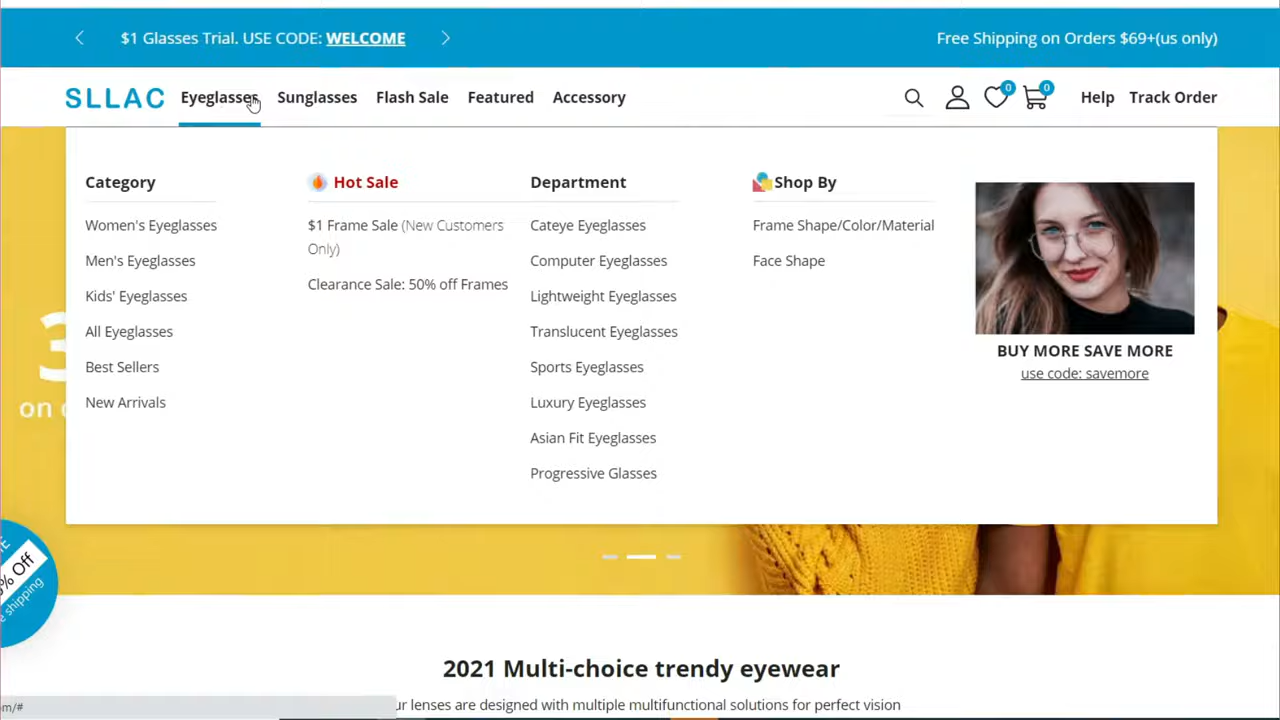 $1 Glasses Trial. USE CODE: WELCOME
Free Shipping on Orders $69+(us only)
SLLAC Eyeglasses Sunglasses Flash Sale Featured Accessory
0 0 Help Track Order
Category
Women's Eyeglasses
Men's Eyeglasses
Kids' Eyeglasses
All Eyeglasses
Best Sellers
New Arrivals
Hot Sale
$1 Frame Sale (New Customers
Only)
Clearance Sale: 50% off Frames
Department
Cateye Eyeglasses
Computer Eyeglasses
Lightweight Eyeglasses
Translucent Eyeglasses
Sports Eyeglasses
Luxury Eyeglasses
Asian Fit Eyeglasses
Progressive Glasses
Shop By
Frame Shape/Color/Material
Face Shape
BUY MORE SAVE MORE
use code: savemore
3
on
% Off
shipping
2021 Multi-choice trendy eyewear
ur lenses are designed with multiple multifunctional solutions for perfect vision
om/#